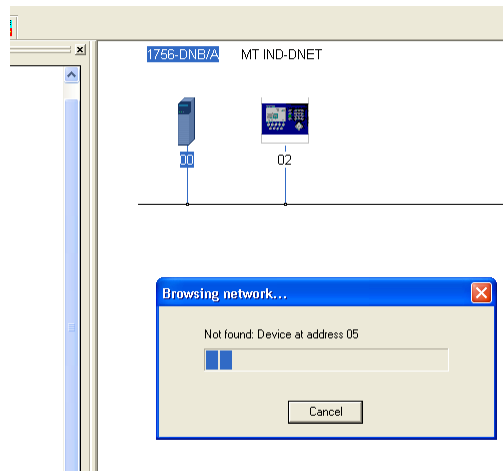 1756-DNB/A MT IND-DNET
00 02
Browsing network...
Not found: Device at address 05
Cancel